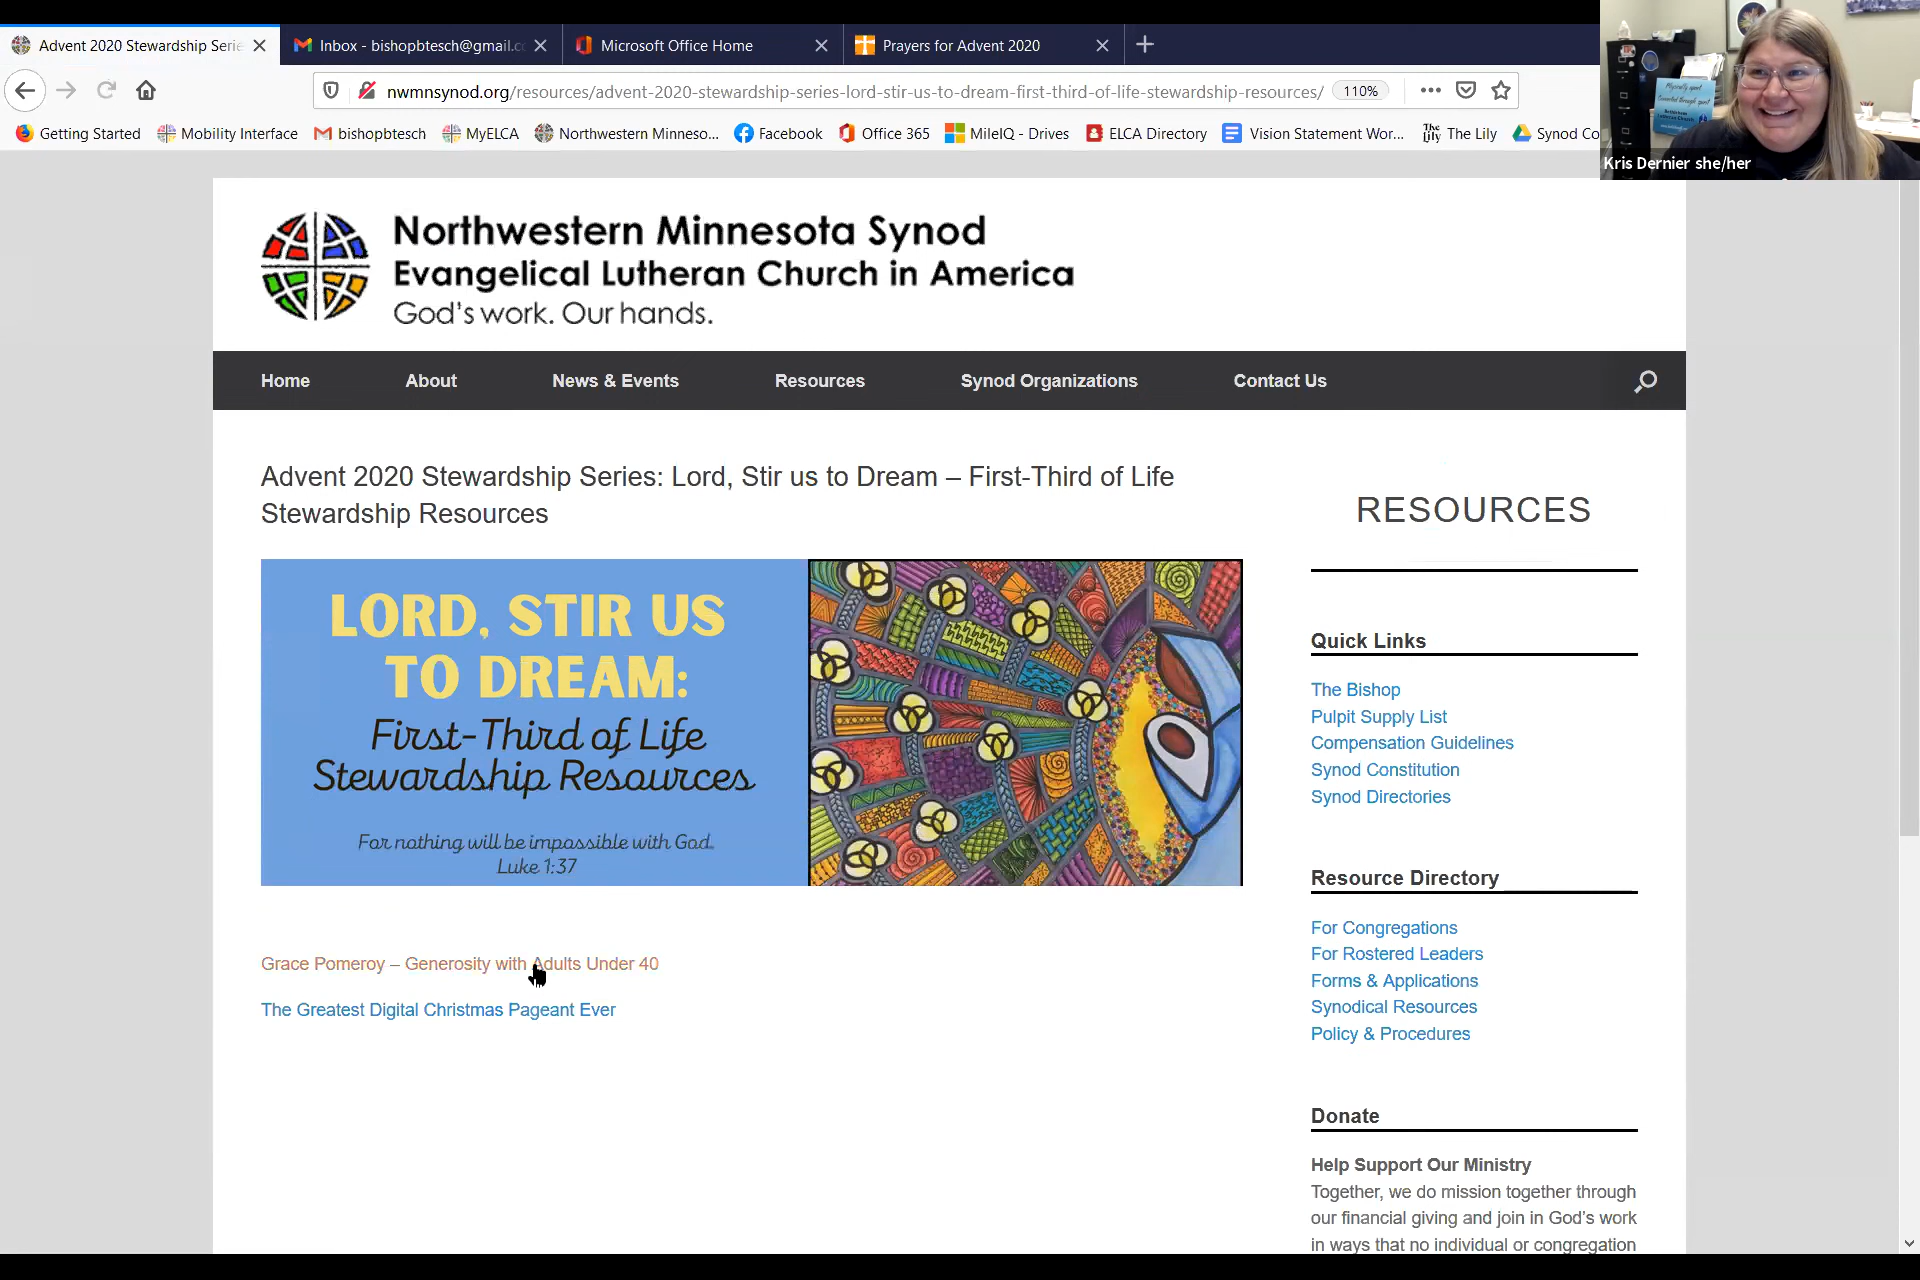 Advent 2020 Stewardship Serie
Inbox - bishopbtesch@gmail.c
Microsoft Office Home
Prayers for Advent 2020
nwmnsynod.org/resources/advent-2020-stewardship-series-lord-stir-us-to-dream-first-third-of-life-stewardship-resources/
110%
Getting Started
Mobility Interface
bishopbtesch
MyELCA
Northwestern Minneso...
Facebook
Office 365
MileIQ - Drives
ELCA Directory
Vision Statement Wor...
The Lily
The Lily
Synod Co
Kris Dernier she/her
Northwestern Minnesota Synod
Evangelical Lutheran Church in America
God's work. Our hands.
Home
About
News & Events
Resources
Synod Organizations
Contact Us
Advent 2020 Stewardship Series: Lord, Stir us to Dream – First-Third of Life
Stewardship Resources
LORD, STIR US
TO DREAM:
First-Third of Life
Stewardship Resources
For nothing will be impossible with God.
Luke 1:37
Grace Pomeroy – Generosity with Adults Under 40
The Greatest Digital Christmas Pageant Ever
RESOURCES
Quick Links
The Bishop
Pulpit Supply List
Compensation Guidelines
Synod Constitution
Synod Directories
Resource Directory
For Congregations
For Rostered Leaders
Forms & Applications
Synodical Resources
Policy & Procedures
Donate
Help Support Our Ministry
Together, we do mission together through
our financial giving and join in God's work
in ways that no individual or congregation